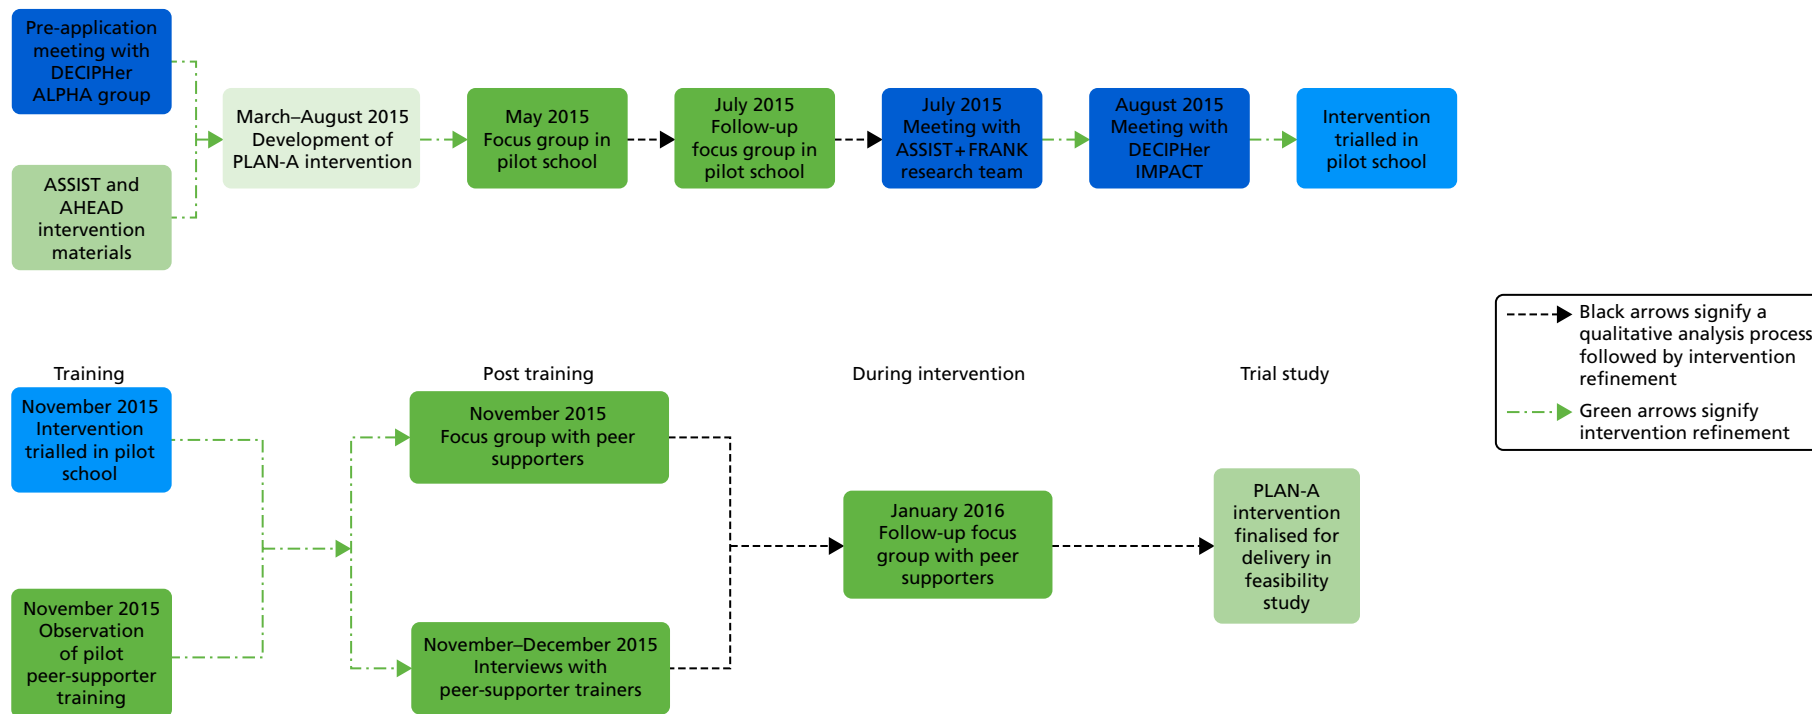 Pre-application
meeting with
DECIPHer
ALPHA group
ASSIST and
AHEAD
intervention
materials
March–August 2015
Development of
PLAN-A intervention
May 2015
Focus group in
pilot school
July 2015
Follow-up
focus group in
pilot school
July 2015
Meeting with
ASSIST+FRANK
research team
August 2015
Meeting with
DECIPHer
IMPACT
Intervention
trialled in
pilot school
Black arrows signify a
qualitative analysis process
followed by intervention
refinement
Green arrows signify
intervention refinement
Training
November 2015
Intervention
trialled in pilot
school
November 2015
Observation
of pilot
peer-supporter
training
Post training
November 2015
Focus group with peer
supporters
November–December 2015
Interviews with
peer-supporter trainers
During intervention
January 2016
Follow-up focus
group with peer
supporters
Trial study
PLAN-A
intervention
finalised for
delivery in
feasibility
study